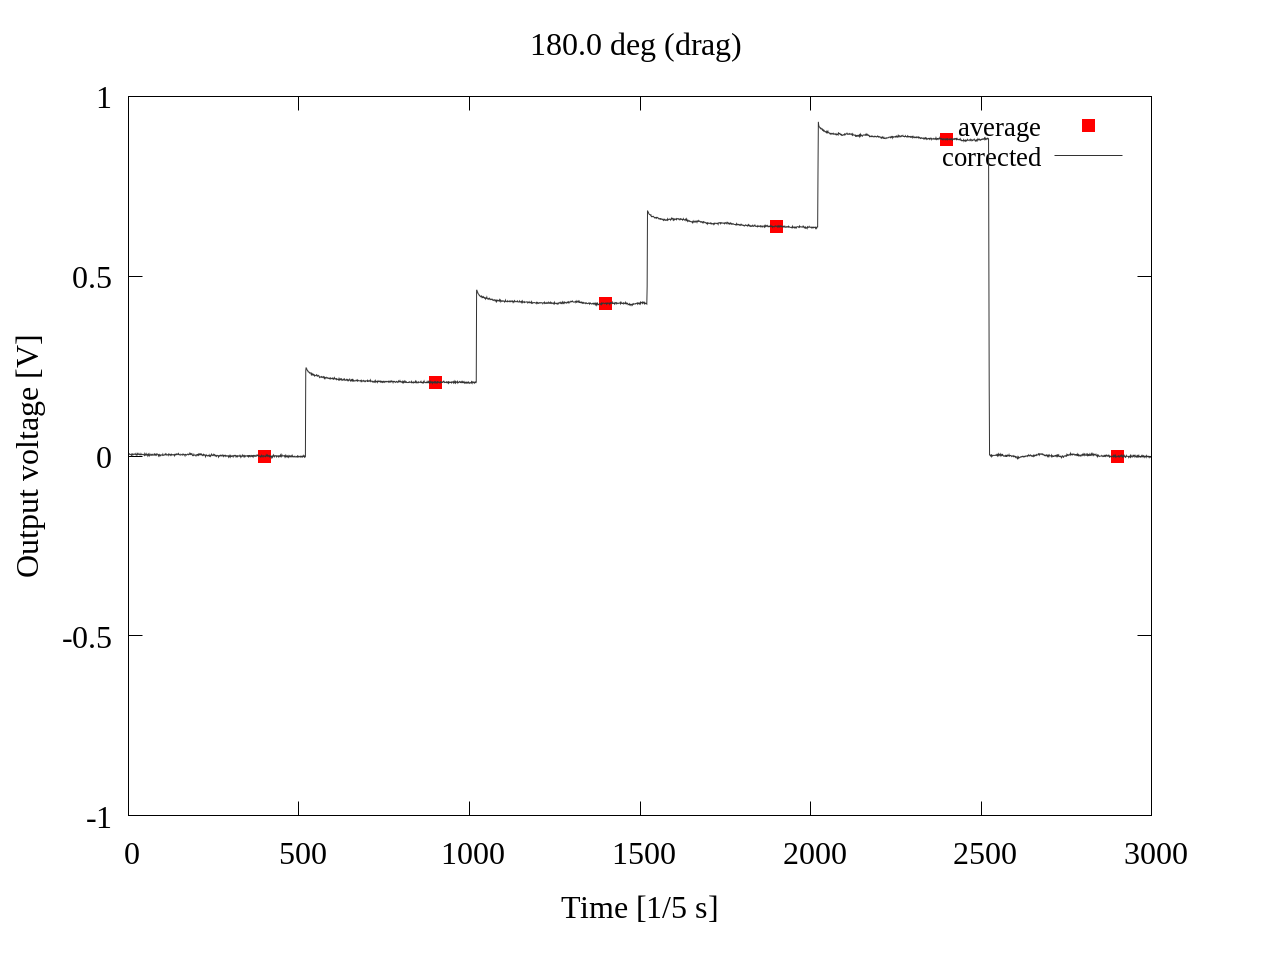 180.0 deg (drag)
1
0.5
0
-0.5
-1
Output voltage [V]
average
corrected
0 500 1000 1500 2000 2500 3000
Time [1/5 s]